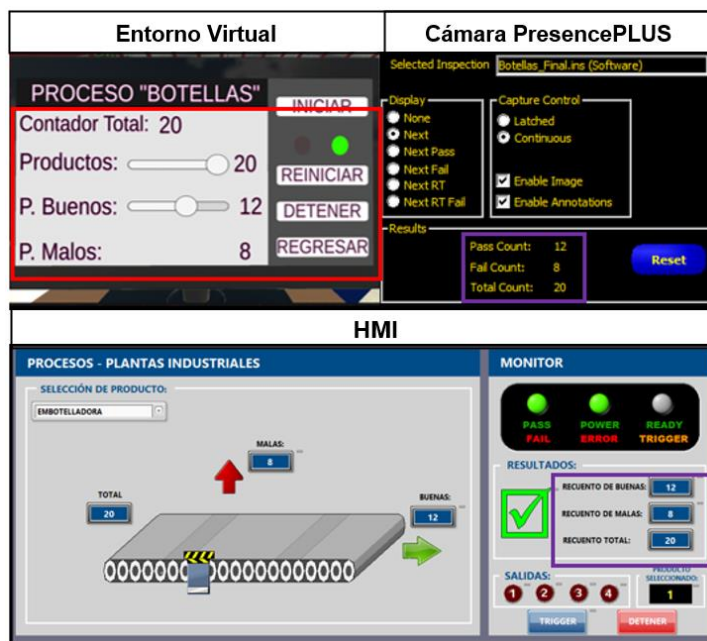 Entorno Virtual
Cámara PresencePLUS
PROCESO "BOTELLAS"
INICIAR
Contador Total: 20
Productos: 20
REINICIAR
P. Buenos: 12
DETENER
P. Malos: 8
REGRESAR
Selected Inspection Botellas_Final.ins (Software)
Display
None
Next
Next Pass
Next Fail
Next RT
Next RT Fail
Capture Control
Latched
Continuous
Enable Image
Enable Annotations
Results
Pass Count: 12
Fail Count: 8
Total Count: 20
Reset
HMI
PROCESOS - PLANTAS INDUSTRIALES
SELECCIÓN DE PRODUCTO:
EMBOTELLADORA
MALAS:
8
TOTAL
20
BUENAS:
12
MONITOR
PASS POWER READY
FAIL ERROR TRIGGER
RESULTADOS:
RECUENTO DE BUENAS: 12
RECUENTO DE MALAS: 8
RECUENTO TOTAL: 20
SALIDAS:
1 2 3 4
PRODUCTO
SELECCIONADO:
1
TRIGGER
DETENER